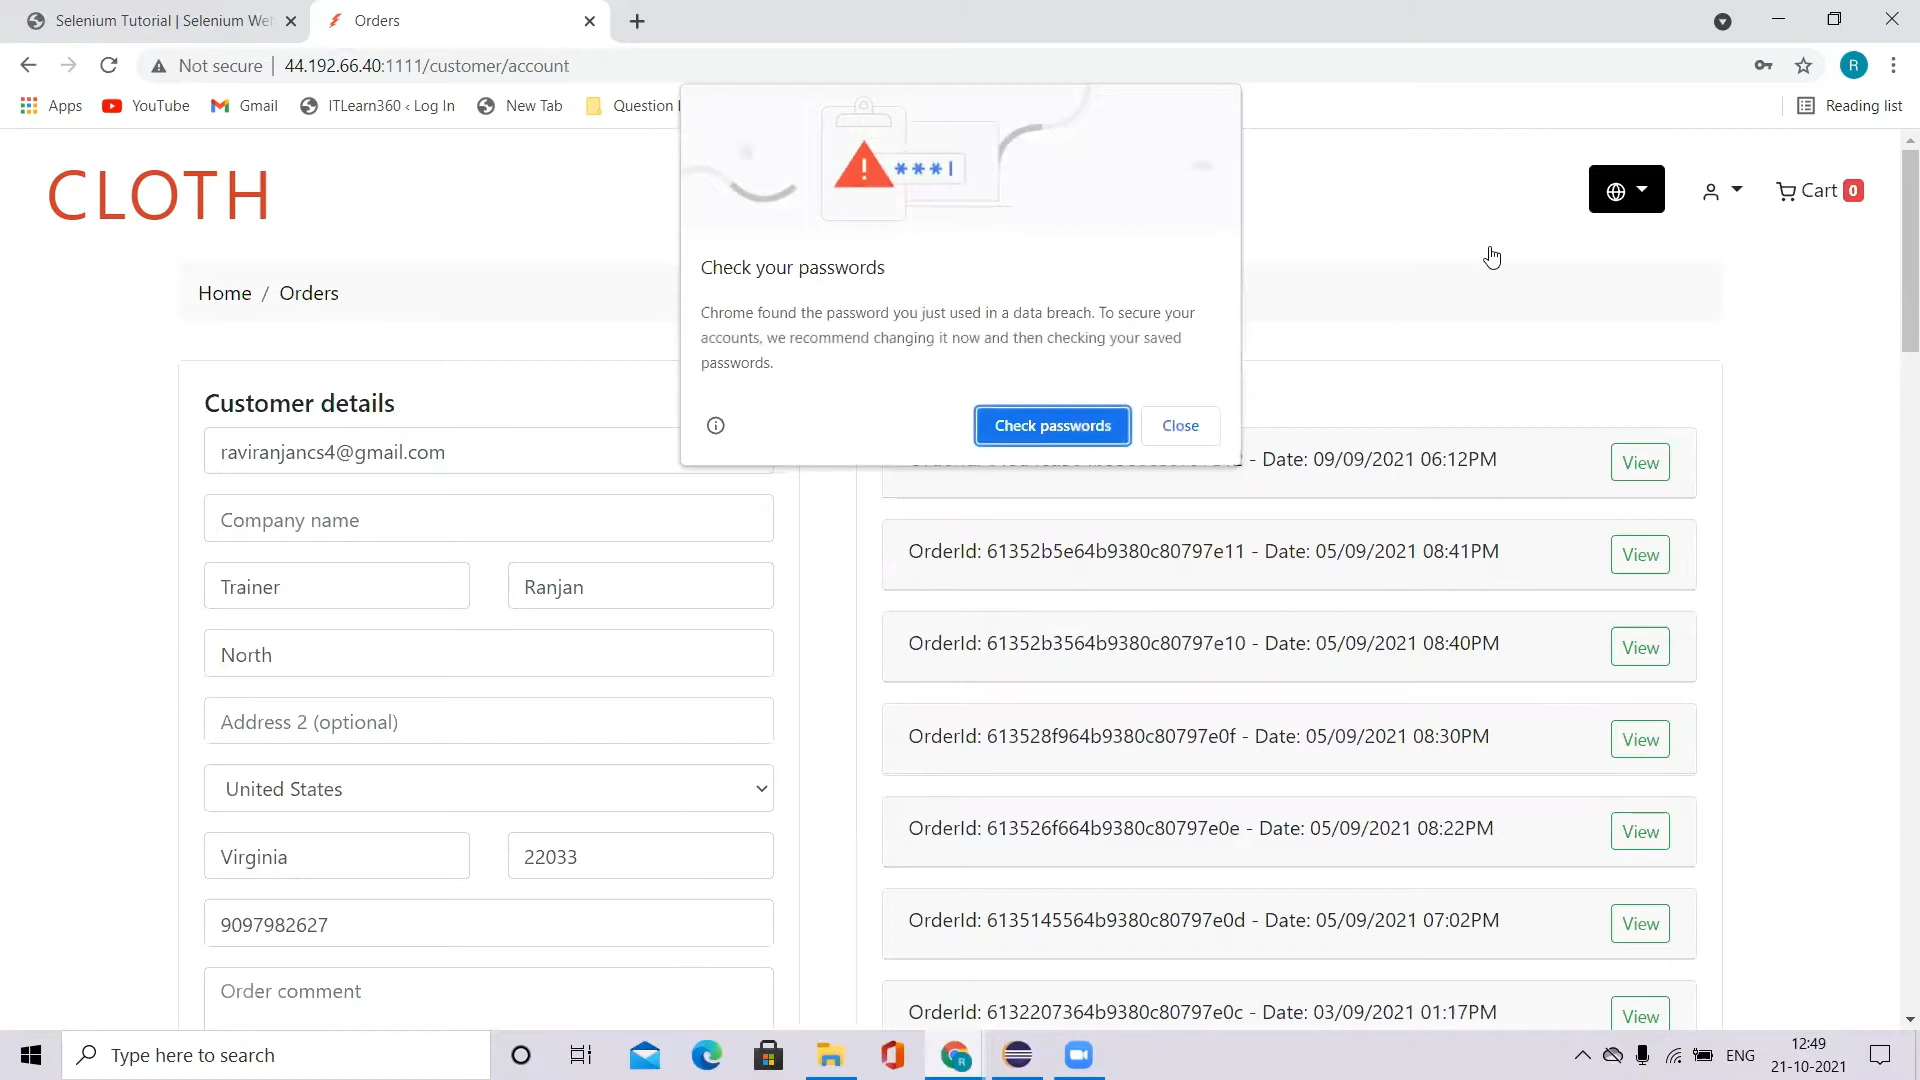 Selenium Tutorial | Selenium We
Orders
Not secure
44.192.66.40:1111/customer/account
Apps
YouTube
Gmail
ITLearn360 ‹ Log In
New Tab
Question
Reading list
CLOTH
Cart 0
Home / Orders
Check your passwords
Chrome found the password you just used in a data breach. To secure your
accounts, we recommend changing it now and then checking your saved
passwords.
Check passwords
Close
Customer details
raviranjancs4@gmail.com
Company name
Trainer
Ranjan
North
Address 2 (optional)
United States
Virginia
22033
9097982627
Order comment
- Date: 09/09/2021 06:12PM
View
OrderId: 61352b5e64b9380c80797e11 - Date: 05/09/2021 08:41PM
View
OrderId: 61352b3564b9380c80797e10 - Date: 05/09/2021 08:40PM
View
OrderId: 613528f964b9380c80797e0f - Date: 05/09/2021 08:30PM
View
OrderId: 613526f664b9380c80797e0e - Date: 05/09/2021 08:22PM
View
OrderId: 6135145564b9380c80797e0d - Date: 05/09/2021 07:02PM
View
OrderId: 6132207364b9380c80797e0c - Date: 03/09/2021 01:17PM
View
Type here to search
ENG
12:49
21-10-2021